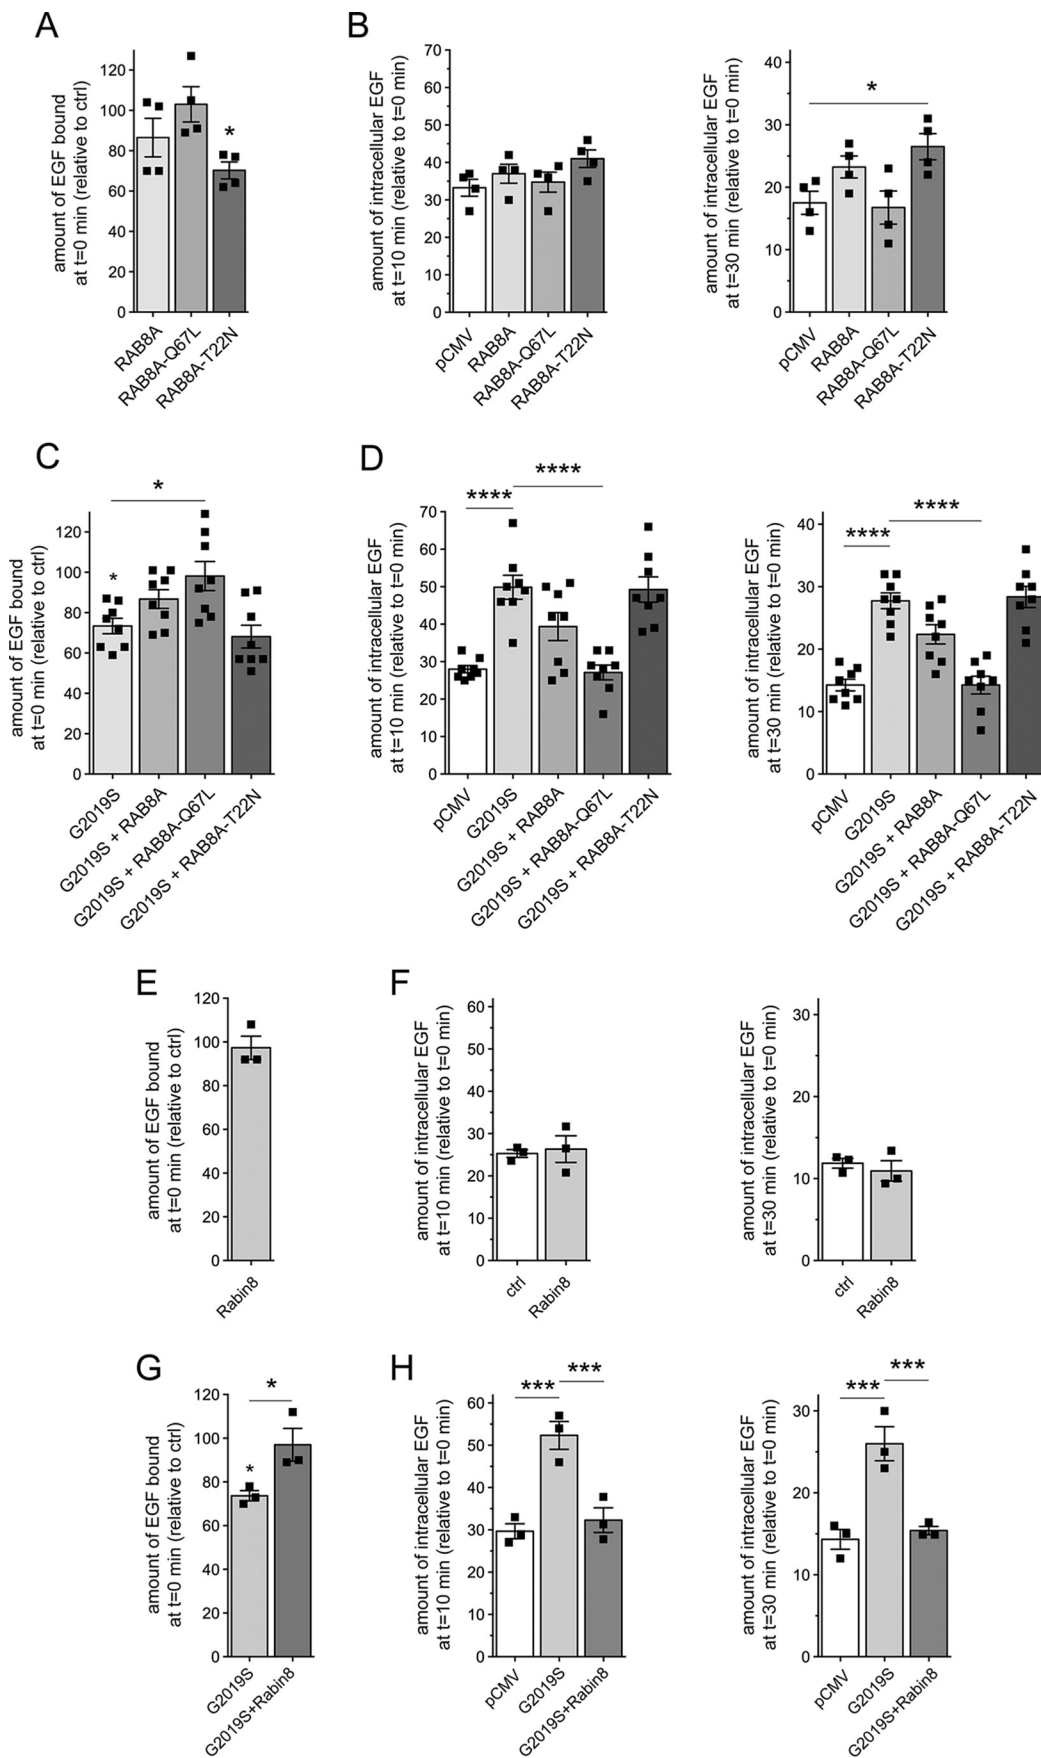 A
amount of EGF bound
at t=0 min (relative to ctrl)
120
100
80
60
40
20
0
*
RAB8A
RAB8A-Q67L
RAB8A-T22N
B
amount of intracellular EGF
at t=10 min (relative to t=0 min)
70
60
50
40
30
20
10
0
pCMV
RAB8A
RAB8A-Q67L
RAB8A-T22N
amount of intracellular EGF
at t=30 min (relative to t=0 min)
40
30
20
10
0
*
pCMV
RAB8A
RAB8A-Q67L
RAB8A-T22N
C
amount of EGF bound
at t=0 min (relative to ctrl)
120
100
80
60
40
20
0
*
*
G2019S
G2019S + RAB8A
G2019S + RAB8A-Q67L
G2019S + RAB8A-T22N
D
amount of intracellular EGF
at t=10 min (relative to t=0 min)
70
60
50
40
30
20
10
0
****
****
pCMV
G2019S
G2019S + RAB8A
G2019S + RAB8A-Q67L
G2019S + RAB8A-T22N
amount of intracellular EGF
at t=30 min (relative to t=0 min)
40
30
20
10
0
****
****
pCMV
G2019S
G2019S + RAB8A
G2019S + RAB8A-Q67L
G2019S + RAB8A-T22N
E
amount of EGF bound
at t=0 min (relative to ctrl)
120
100
80
60
40
20
0
Rabin8
F
amount of intracellular EGF
at t=10 min (relative to t=0 min)
60
50
40
30
20
10
0
ctrl
Rabin8
amount of intracellular EGF
at t=30 min (relative to t=0 min)
30
20
10
0
ctrl
Rabin8
G
amount of EGF bound
at t=0 min (relative to ctrl)
120
100
80
60
40
20
0
*
*
G2019S
G2019S+Rabin8
H
amount of intracellular EGF
at t=10 min (relative to t=0 min)
60
50
40
30
20
10
0
***
***
pCMV
G2019S
G2019S+Rabin8
amount of intracellular EGF
at t=30 min (relative to t=0 min)
30
20
10
0
***
***
pCMV
G2019S
G2019S+Rabin8